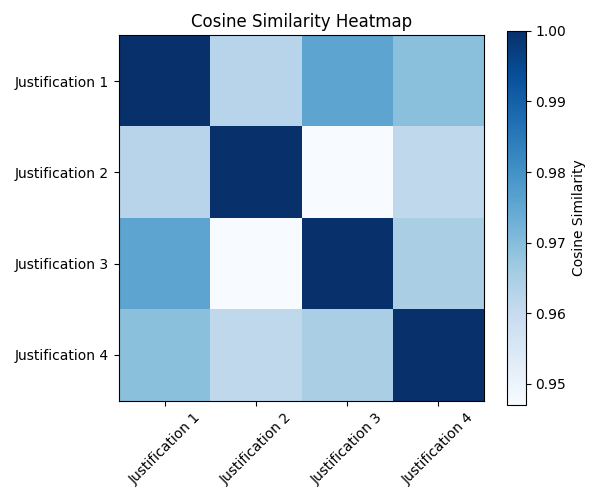 Cosine Similarity Heatmap
Justification 1
Justification 2
Justification 3
Justification 4
Justification 1
Justification 2
Justification 3
Justification 4
1.00
0.99
0.98
0.97
0.96
0.95
Cosine Similarity